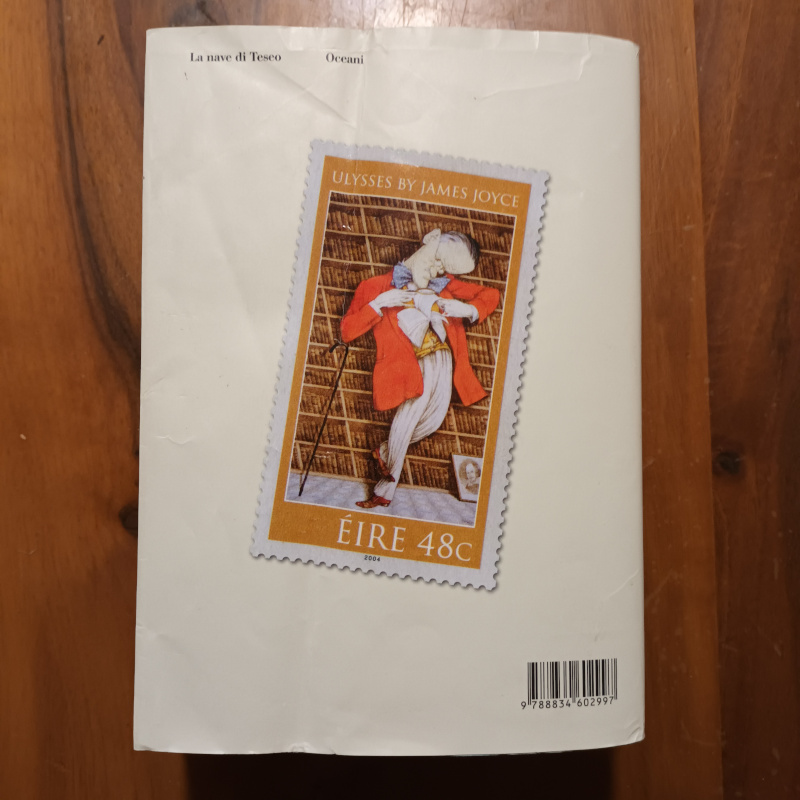 La nave di Teseo Oceani
ULYSSES BY JAMES JOYCE
ÉIRE 48c
2004
9 788834 602997